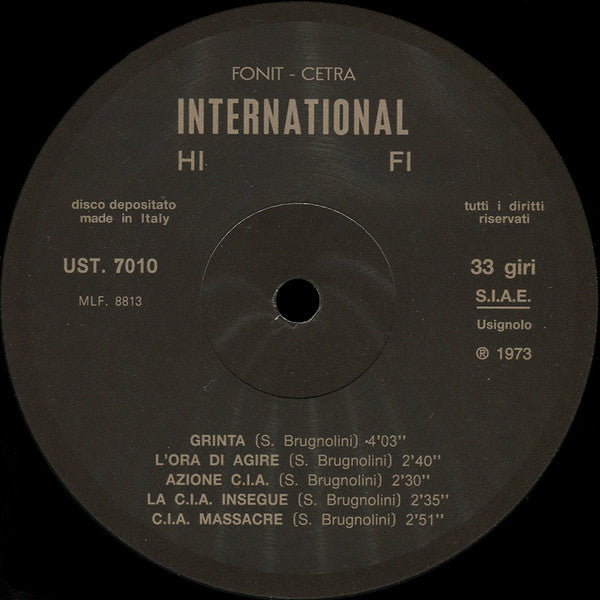 FONIT - CETRA
INTERNATIONAL
HI FI
disco depositato
made in Italy
tutti i diritti
riservati
UST. 7010
33 giri
MLF. 8813
S.I.A.E.
Usignolo
℗ 1973
GRINTA (S. Brugnolini) 4'03''
L'ORA DI AGIRE (S. Brugnolini) 2'40''
AZIONE C.I.A. (S. Brugnolini) 2'30''
LA C.I.A. INSEGUE (S. Brugnolini) 2'35''
C.I.A. MASSACRE (S. Brugnolini) 2'51''